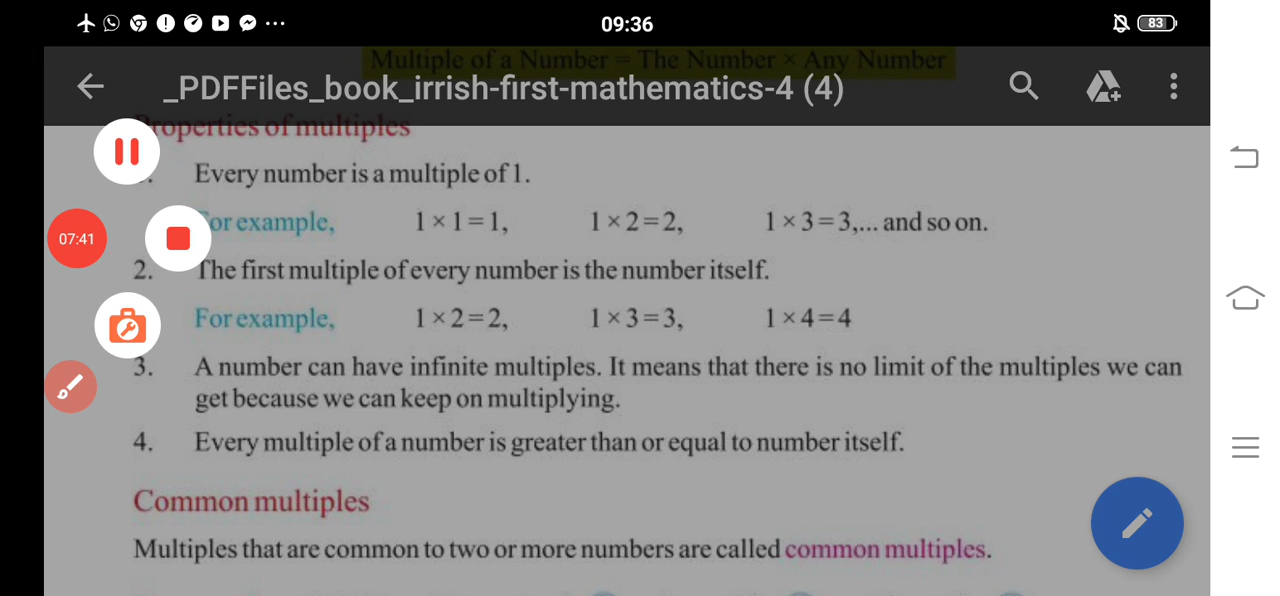 09:36
83
Multiple of a Number = The Number × Any Number
_PDFFiles_book_irrish-first-mathematics-4 (4)
Properties of multiples
Every number is a multiple of 1.
For example, 1 × 1 = 1, 1 × 2 = 2, 1 × 3 = 3,... and so on.
07:41
2. The first multiple of every number is the number itself.
For example, 1 × 2 = 2, 1 × 3 = 3, 1 × 4 = 4
3. A number can have infinite multiples. It means that there is no limit of the multiples we can
get because we can keep on multiplying.
4. Every multiple of a number is greater than or equal to number itself.
Common multiples
Multiples that are common to two or more numbers are called common multiples.